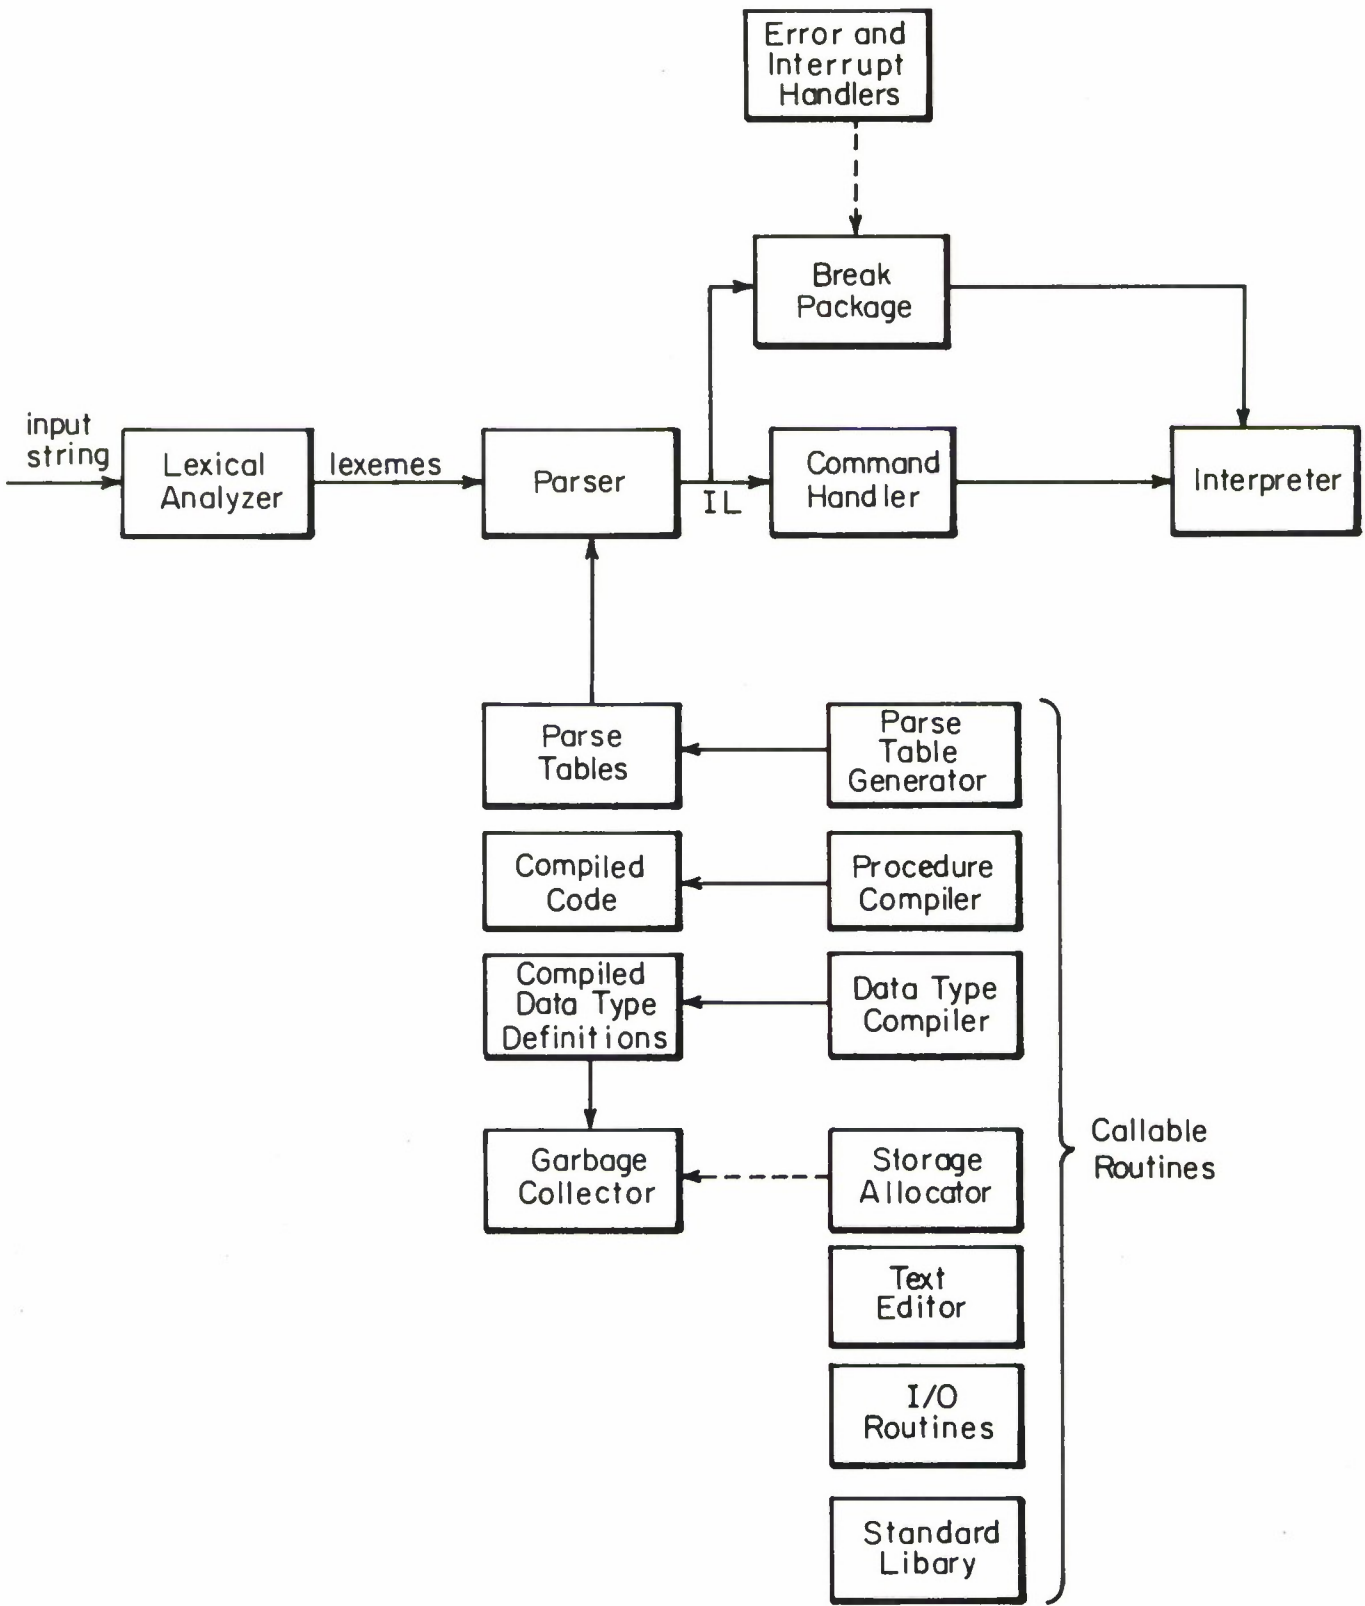 Error and
Interrupt
Handlers
Break
Package
input
string
Lexical
Analyzer
lexemes
Parser
IL
Command
Handler
Interpreter
Parse
Tables
Parse
Table
Generator
Compiled
Code
Procedure
Compiler
Compiled
Data Type
Definitions
Data Type
Compiler
Garbage
Collector
Storage
Allocator
Callable
Routines
Text
Editor
I/O
Routines
Standard
Libary